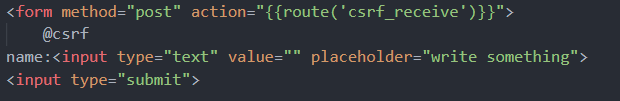 <form method="post" action="{{route('csrf_receive')}}">
@csrf
name:<input type="text" value="" placeholder="write something">
<input type="submit">